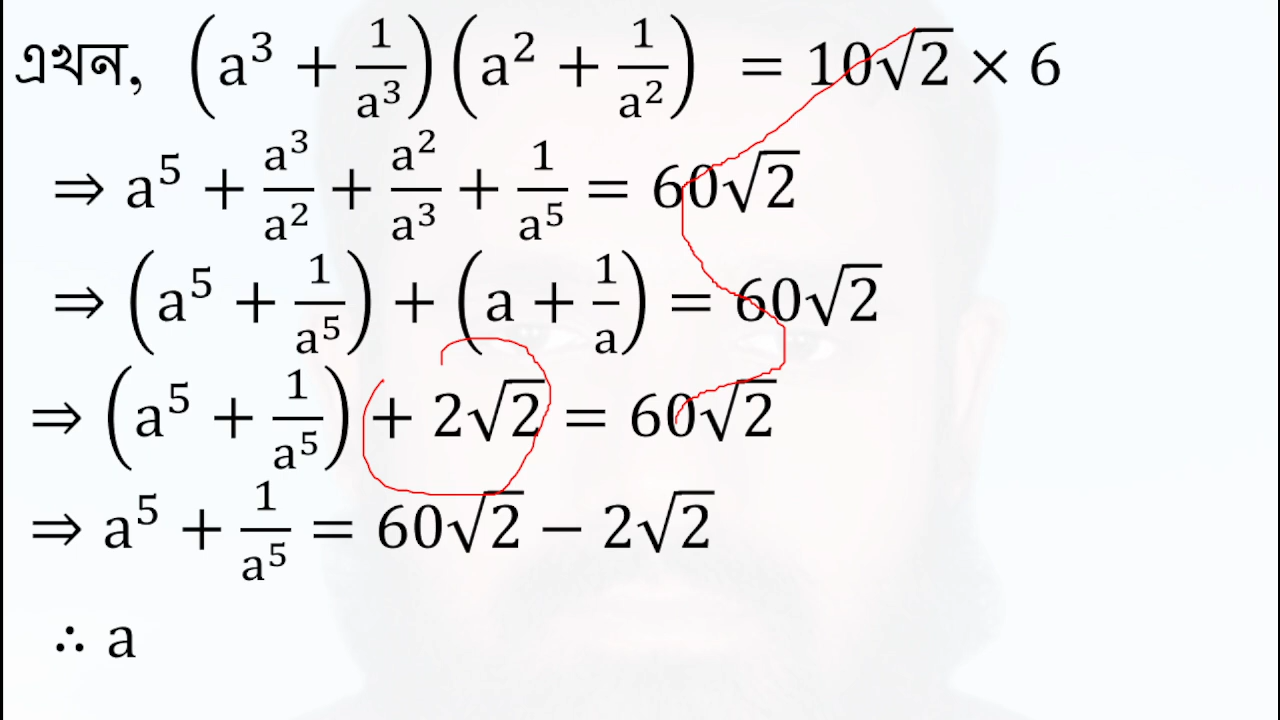 এখন, (a³ + 1/a³)(a² + 1/a²) = 10√2 × 6
⇒ a⁵ + a³/a² + a²/a³ + 1/a⁵ = 60√2
⇒ (a⁵ + 1/a⁵) + (a + 1/a) = 60√2
⇒ (a⁵ + 1/a⁵) + 2√2 = 60√2
⇒ a⁵ + 1/a⁵ = 60√2 − 2√2
∴ a